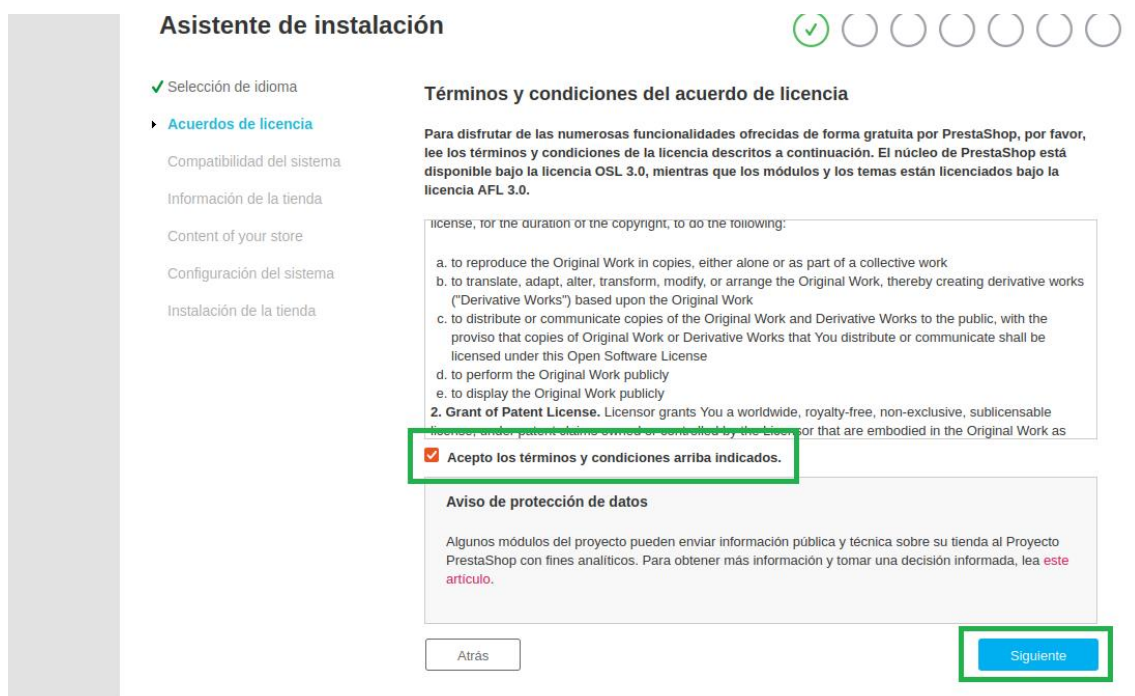 Asistente de instalación
Selección de idioma
Acuerdos de licencia
Compatibilidad del sistema
Información de la tienda
Content of your store
Configuración del sistema
Instalación de la tienda
Términos y condiciones del acuerdo de licencia
Para disfrutar de las numerosas funcionalidades ofrecidas de forma gratuita por PrestaShop, por favor,
lee los términos y condiciones de la licencia descritos a continuación. El núcleo de PrestaShop está
disponible bajo la licencia OSL 3.0, mientras que los módulos y los temas están licenciados bajo la
licencia AFL 3.0.
license, for the duration of the copyright, to do the following:
a. to reproduce the Original Work in copies, either alone or as part of a collective work
b. to translate, adapt, alter, transform, modify, or arrange the Original Work, thereby creating derivative works
("Derivative Works") based upon the Original Work
c. to distribute or communicate copies of the Original Work and Derivative Works to the public, with the
proviso that copies of Original Work or Derivative Works that You distribute or communicate shall be
licensed under this Open Software License
d. to perform the Original Work publicly
e. to display the Original Work publicly
2. Grant of Patent License. Licensor grants You a worldwide, royalty-free, non-exclusive, sublicensable
license, under patent claims owned or controlled by the Licensor that are embodied in the Original Work as
Acepto los términos y condiciones arriba indicados.
Aviso de protección de datos
Algunos módulos del proyecto pueden enviar información pública y técnica sobre su tienda al Proyecto
PrestaShop con fines analíticos. Para obtener más información y tomar una decisión informada, lea este
artículo.
Atrás
Siguiente